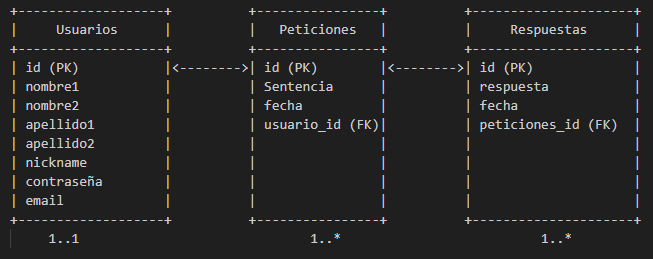 +-------------------+          +----------------+          +---------------------+
|     Usuarios      |          |   Peticiones   |          |     Respuestas      |
+-------------------+          +----------------+          +---------------------+
| id (PK)           |<-------->| id (PK)        |<-------->| id (PK)             |
| nombre1           |          | Sentencia      |          | respuesta           |
| nombre2           |          | fecha          |          | fecha               |
| apellido1         |          | usuario_id (FK)|          | peticiones_id (FK)  |
| apellido2         |          |                |          |                     |
| nickname          |          |                |          |                     |
| contraseña        |          |                |          |                     |
| email             |          |                |          |                     |
+-------------------+          +----------------+          +---------------------+
     1..1                              1..*                          1..*